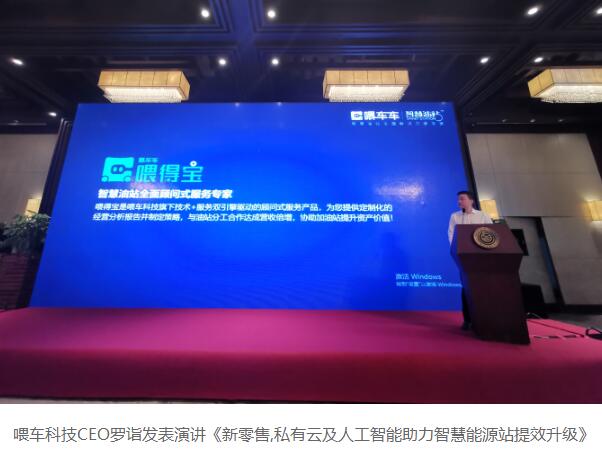 喂车车 智慧油站
喂车车
喂得宝
智慧油站全面顾问式服务专家
喂得宝是喂车科技旗下技术+服务双引擎驱动的顾问式服务产品，为您提供定制化的
经营分析报告并制定策略，与油站分工合作达成营收倍增，协助加油站提升资产价值！
激活 Windows
转到"设置"以激活 Windows
喂车科技CEO罗诣发表演讲《新零售,私有云及人工智能助力智慧能源站提效升级》